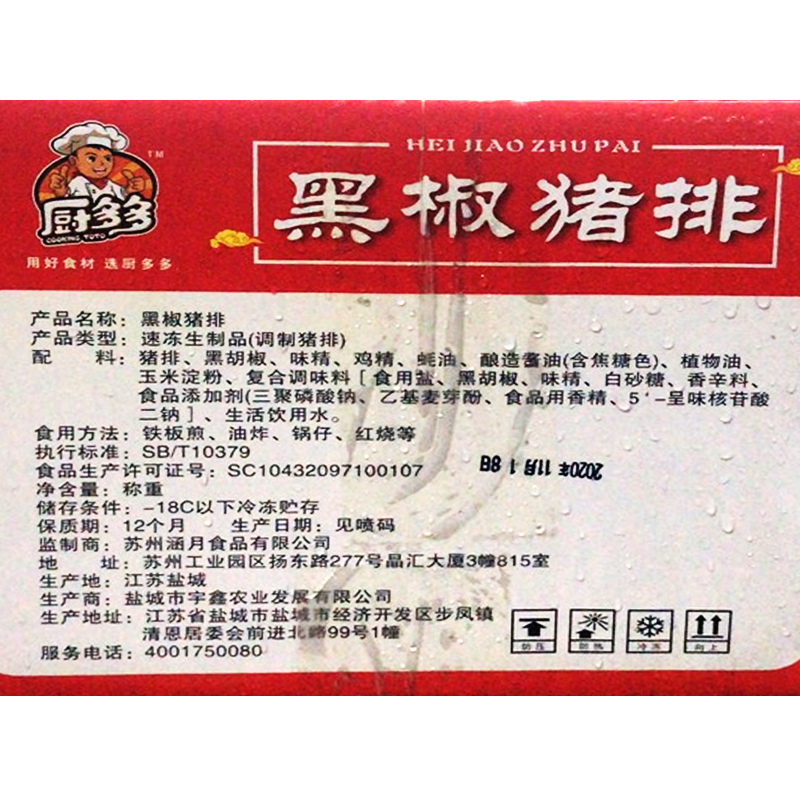 HEI JIAO ZHU PAI
黑椒猪排
TM
厨多多
COOKING YOYO
用好食材 选厨多多
产品名称：黑椒猪排
产品类型：速冻生制品(调制猪排)
配 料：猪排、黑胡椒、味精、鸡精、蚝油、酿造酱油(含焦糖色)、植物油、
玉米淀粉、复合调味料［食用盐、黑胡椒、味精、白砂糖、香辛料、
食品添加剂(三聚磷酸钠、乙基麦芽酚、食品用香精、5'-呈味核苷酸
二钠］、生活饮用水。
食用方法：铁板煎、油炸、锅仔、红烧等
执行标准：SB/T10379
食品生产许可证号：SC10432097100107
2020年11月18日
净含量：称重
储存条件：-18C以下冷冻贮存
保质期：12个月 生产日期：见喷码
监制商：苏州涵月食品有限公司
地 址：苏州工业园区扬东路277号品汇大厦3幢815室
生产地：江苏盐城
生产商：盐城市宇鑫农业发展有限公司
生产地址：江苏省盐城市盐城市经济开发区步凤镇
清恩居委会前进北路99号1幢
服务电话：4001750080
防压 防热 冷冻 向上